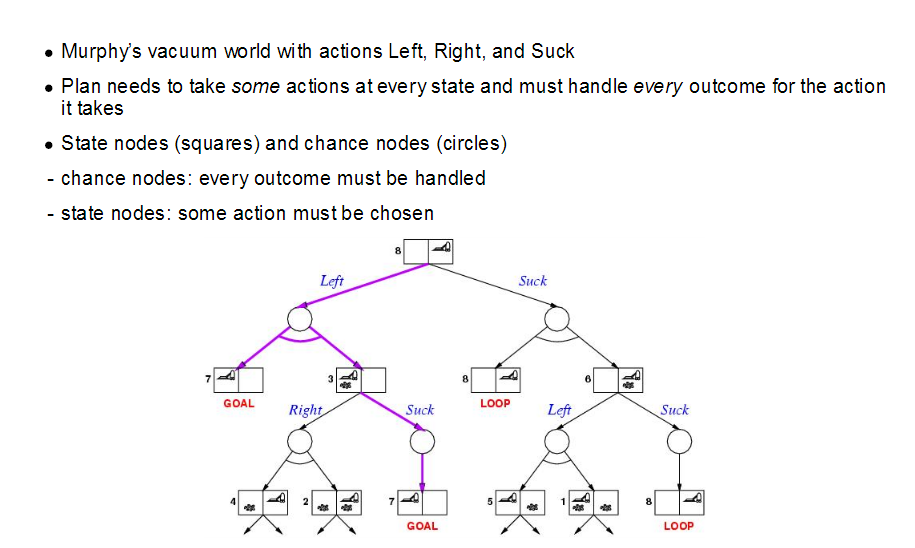 • Murphy's vacuum world with actions Left, Right, and Suck
• Plan needs to take some actions at every state and must handle every outcome for the action
it takes
• State nodes (squares) and chance nodes (circles)
- chance nodes: every outcome must be handled
- state nodes: some action must be chosen
8
Left Suck
7 3 8 6
GOAL LOOP
Right Suck Left Suck
4 2 7 5 1 8
GOAL LOOP